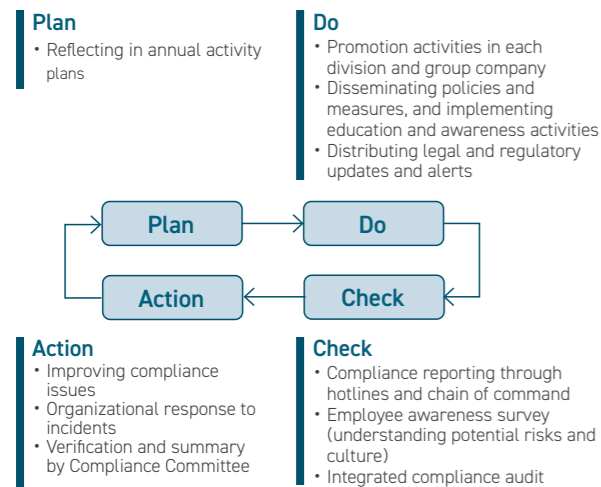 Plan
• Reflecting in annual activity
plans
Do
• Promotion activities in each
division and group company
• Disseminating policies and
measures, and implementing
education and awareness activities
• Distributing legal and regulatory
updates and alerts
Plan
Do
Action
Check
Action
• Improving compliance
issues
• Organizational response to
incidents
• Verification and summary
by Compliance Committee
Check
• Compliance reporting through
hotlines and chain of command
• Employee awareness survey
(understanding potential risks and
culture)
• Integrated compliance audit